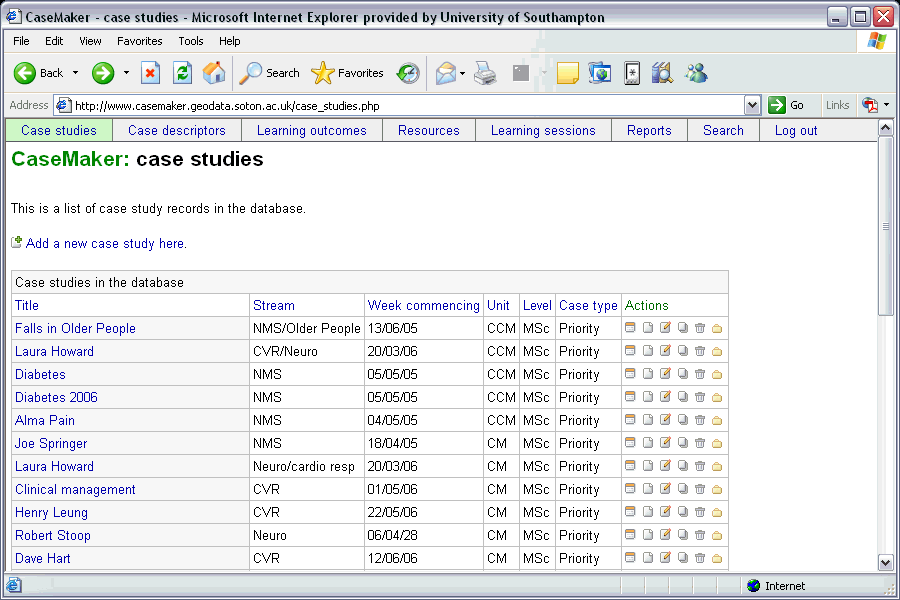 CaseMaker - case studies - Microsoft Internet Explorer provided by University of Southampton
File Edit View Favorites Tools Help
Back Search Favorites
Address http://www.casemaker.geodata.soton.ac.uk/case_studies.php Go Links
Case studies Case descriptors Learning outcomes Resources Learning sessions Reports Search Log out
CaseMaker: case studies
This is a list of case study records in the database.
Add a new case study here.
Case studies in the database
Title Stream Week commencing Unit Level Case type Actions
Falls in Older People NMS/Older People 13/06/05 CCM MSc Priority
Laura Howard CVR/Neuro 20/03/06 CCM MSc Priority
Diabetes NMS 05/05/05 CCM MSc Priority
Diabetes 2006 NMS 05/05/05 CCM MSc Priority
Alma Pain NMS 04/05/05 CCM MSc Priority
Joe Springer NMS 18/04/05 CM MSc Priority
Laura Howard Neuro/cardio resp 20/03/06 CM MSc Priority
Clinical management CVR 01/05/06 CM MSc Priority
Henry Leung CVR 22/05/06 CM MSc Priority
Robert Stoop Neuro 06/04/28 CM MSc Priority
Dave Hart CVR 12/06/06 CM MSc Priority
Internet